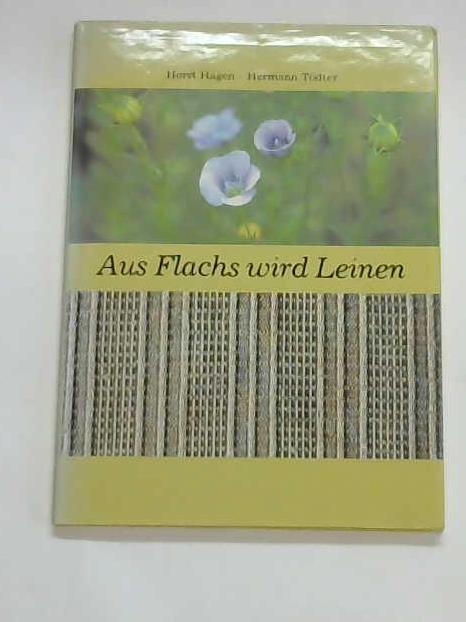 Horst Hagen · Hermann Tödter
Aus Flachs wird Leinen